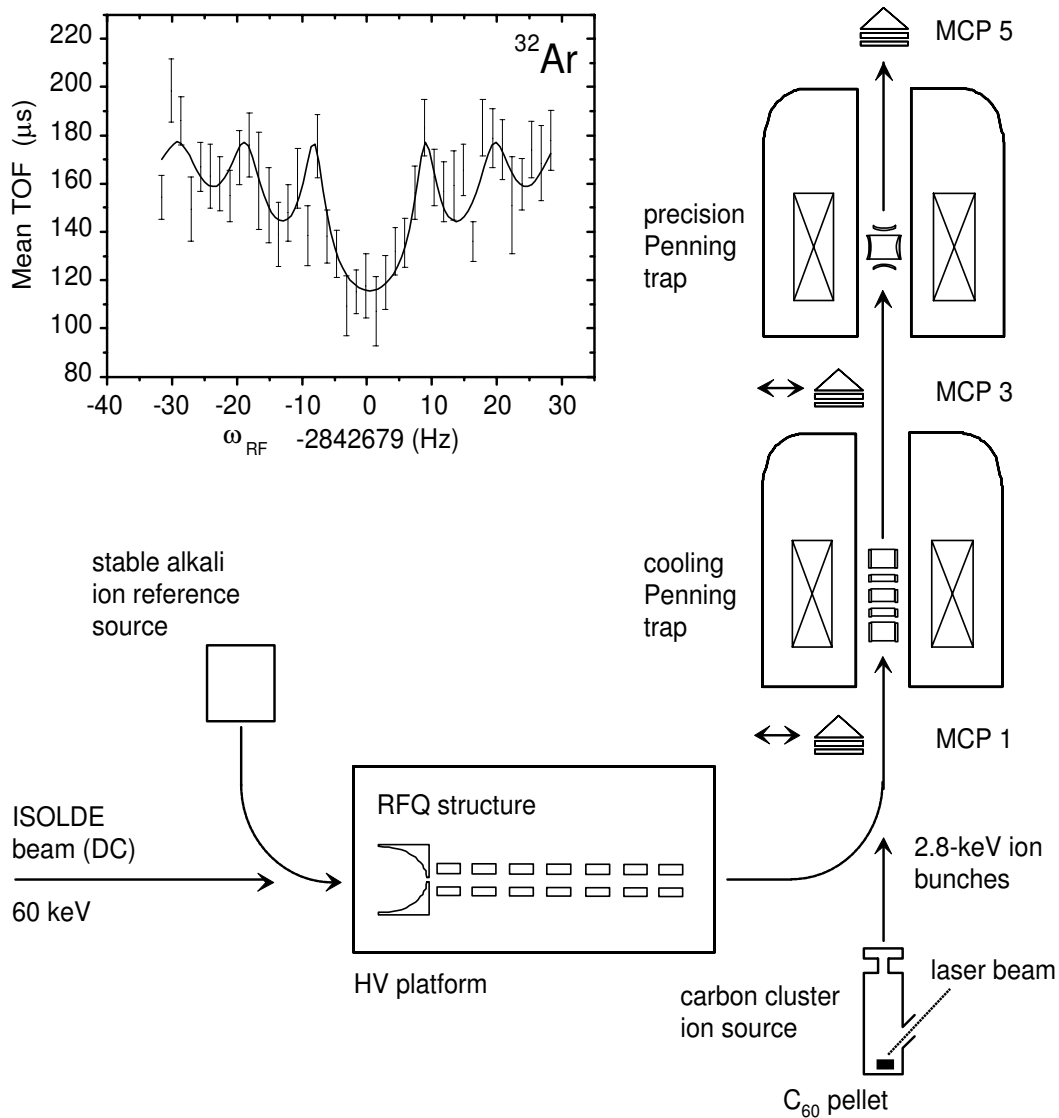 220
200
180
160
140
120
100
80
Mean TOF (μs)
³²Ar
-40 -30 -20 -10 0 10 20 30 40
ω_RF -2842679 (Hz)
MCP 5
precision
Penning
trap
MCP 3
cooling
Penning
trap
MCP 1
stable alkali
ion reference
source
ISOLDE
beam (DC)
60 keV
RFQ structure
HV platform
2.8-keV ion
bunches
laser beam
carbon cluster
ion source
C₆₀ pellet